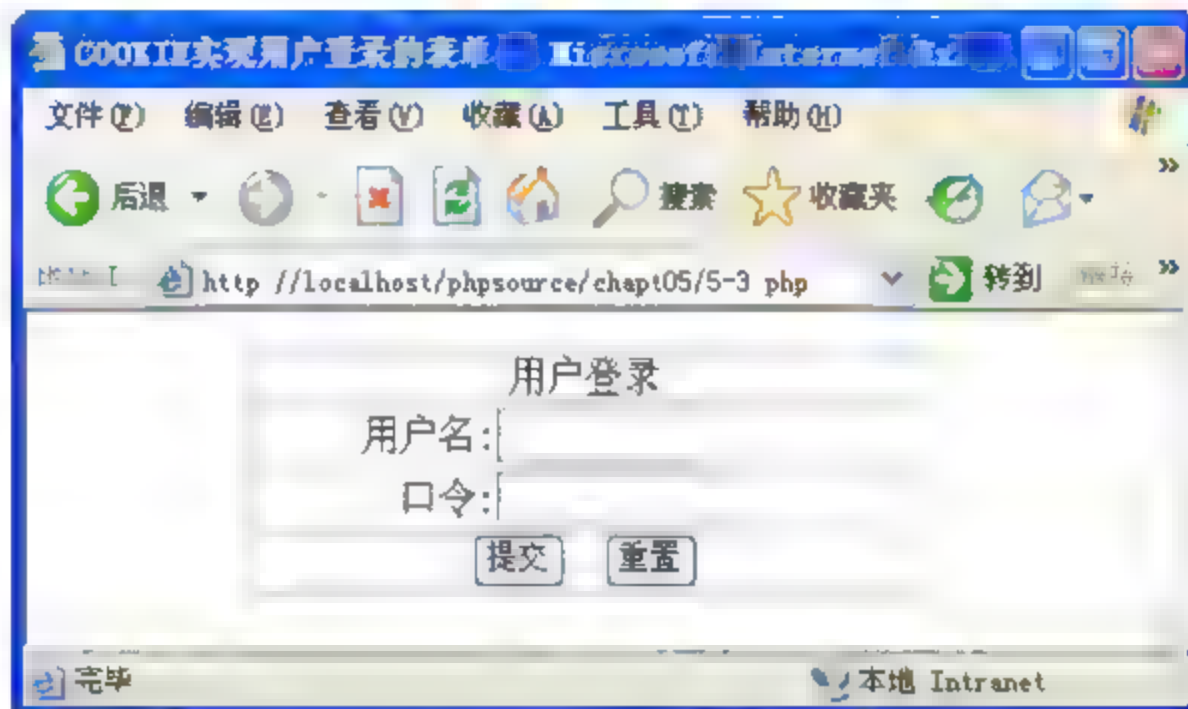 COOKIE实现用户登录的表单 Microsoft Internet
文件(F) 编辑(E) 查看(V) 收藏(A) 工具(T) 帮助(H)
后退 搜索 收藏夹
http //localhost/phpsource/chapt05/5-3 php 转到
用户登录
用户名:
口令:
提交 重置
完毕 本地 Intranet